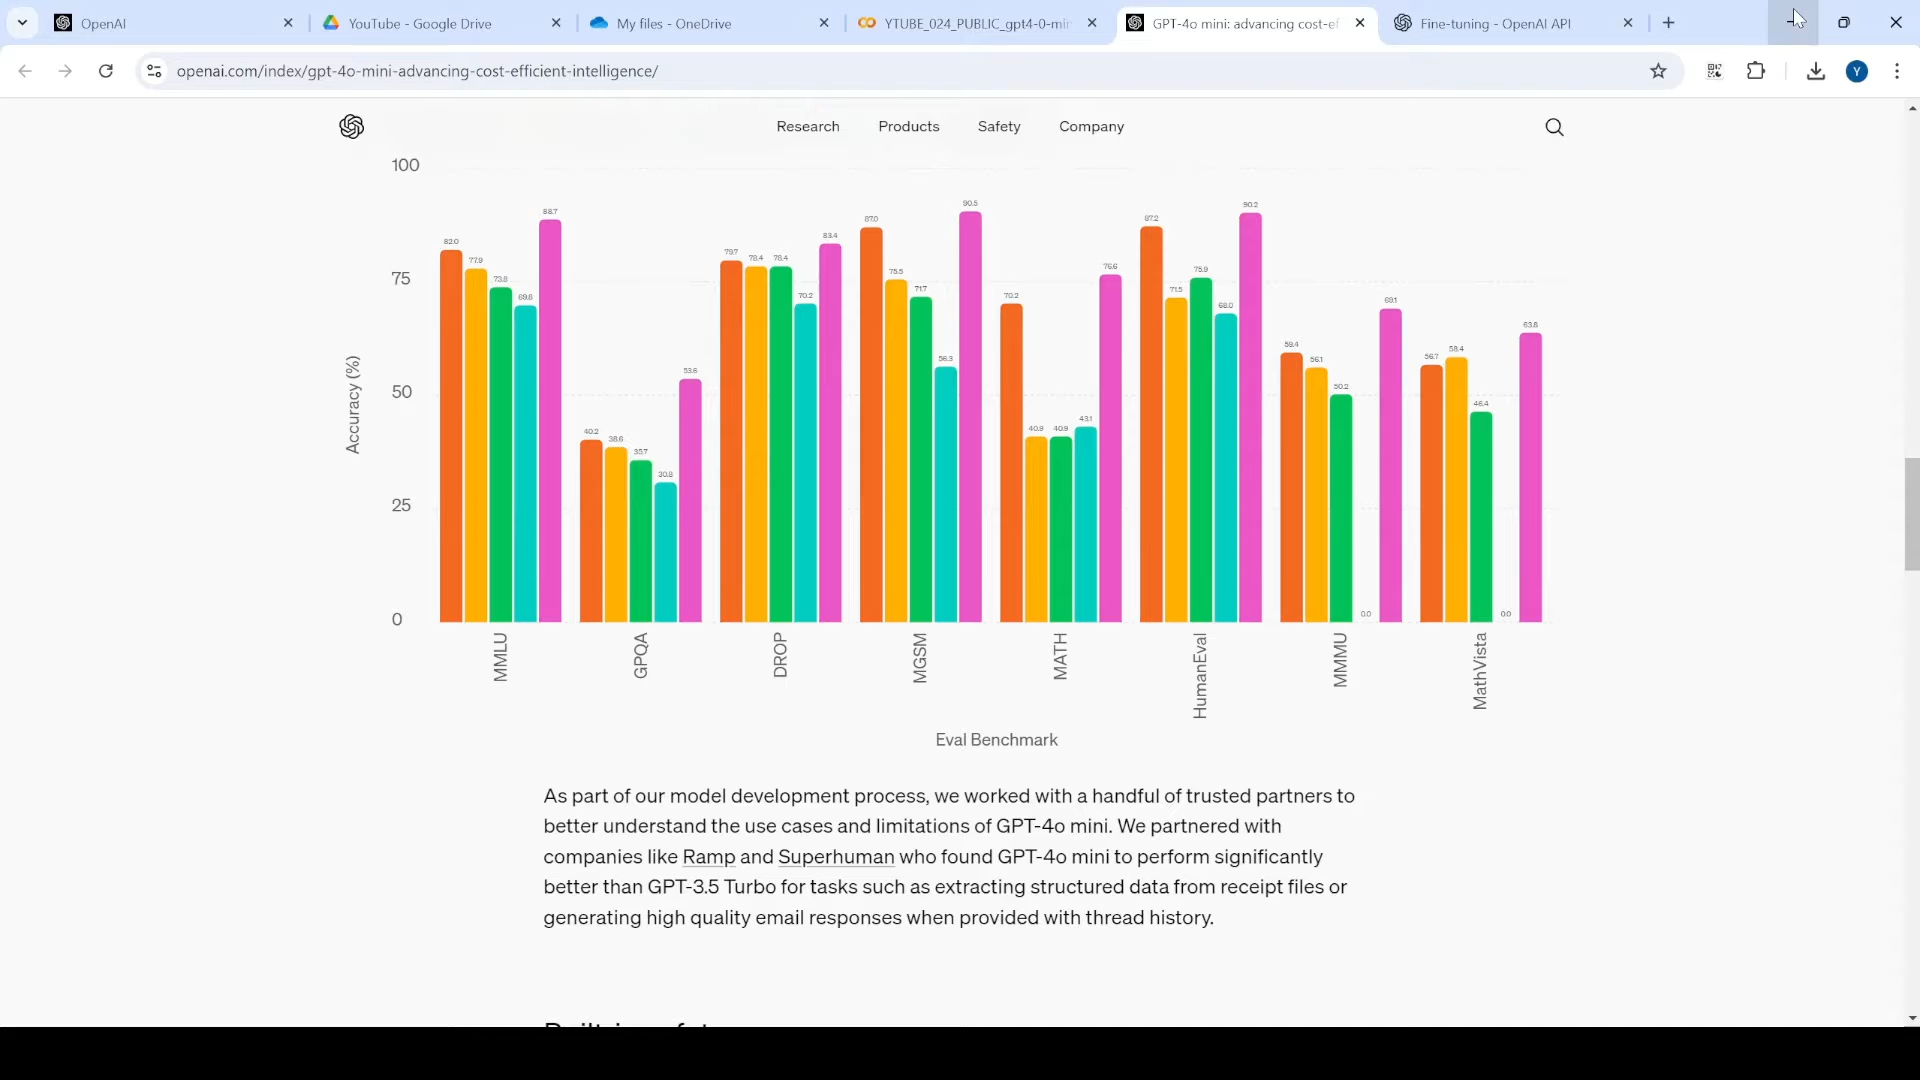 OpenAI
YouTube - Google Drive
My files - OneDrive
YTUBE_024_PUBLIC_gpt4-0-min
GPT-4o mini: advancing cost-ef
Fine-tuning - OpenAI API
openai.com/index/gpt-4o-mini-advancing-cost-efficient-intelligence/
Y
Research
Products
Safety
Company
100
75
50
25
0
Accuracy (%)
82.0
77.9
73.8
69.8
88.7
40.2
38.6
35.7
30.8
53.6
79.7
78.4
78.4
70.2
83.4
87.0
75.5
71.7
56.3
90.5
70.2
40.9
40.9
43.1
76.6
87.2
71.5
75.9
68.0
90.2
59.4
56.1
50.2
0.0
69.1
56.7
58.4
46.4
0.0
63.8
MMLU
GPQA
DROP
MGSM
MATH
HumanEval
MMMU
MathVista
Eval Benchmark
As part of our model development process, we worked with a handful of trusted partners to
better understand the use cases and limitations of GPT-4o mini. We partnered with
companies like Ramp and Superhuman who found GPT-4o mini to perform significantly
better than GPT-3.5 Turbo for tasks such as extracting structured data from receipt files or
generating high quality email responses when provided with thread history.